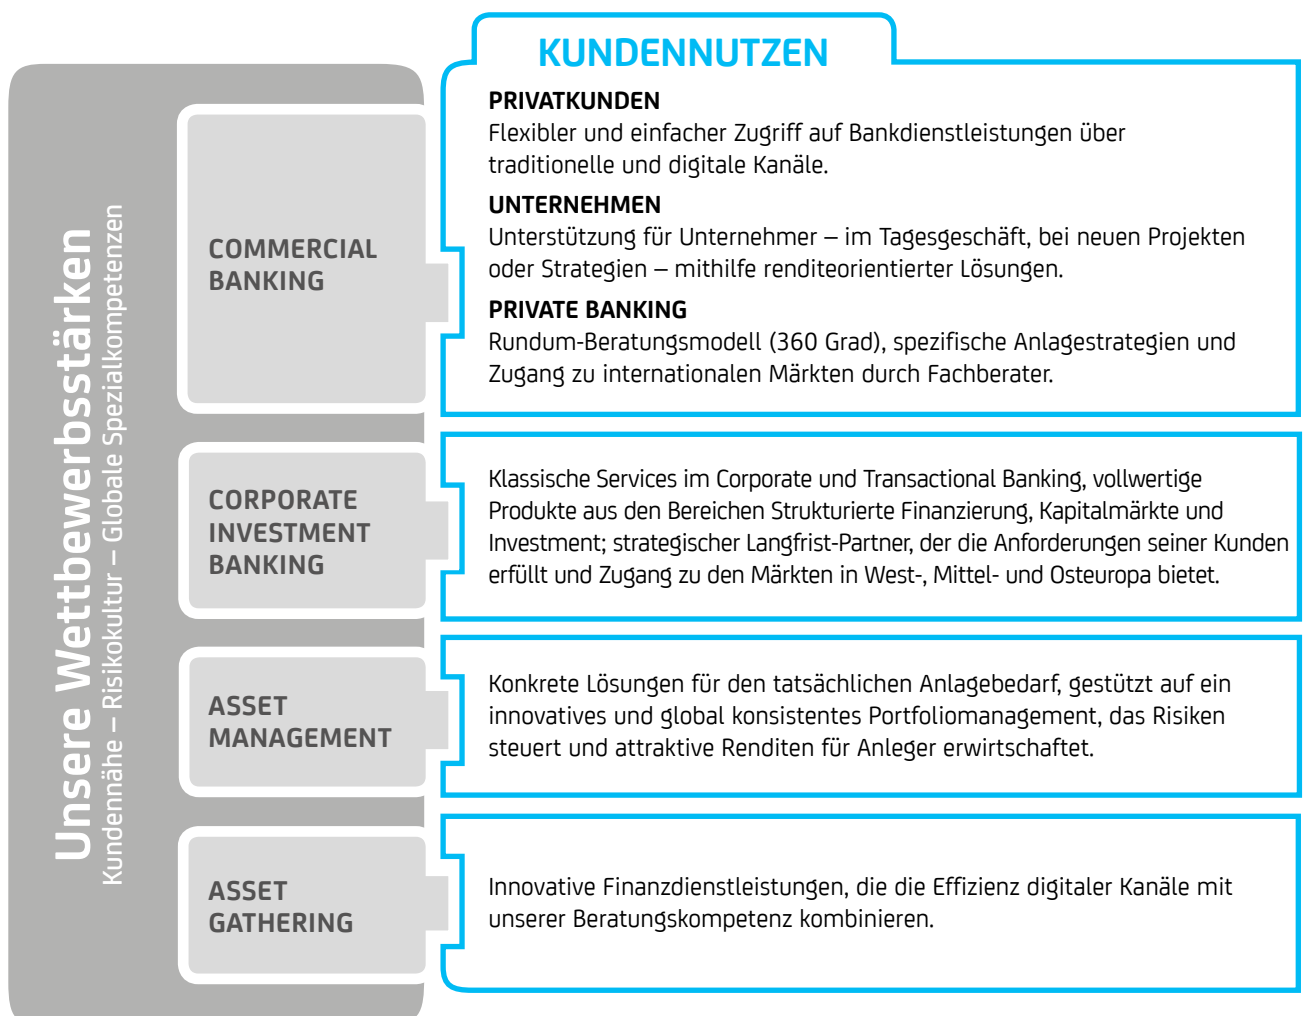 Unsere Wettbewerbsstärken
Kundennähe – Risikokultur – Globale Spezialkompetenzen
KUNDENNUTZEN
COMMERCIAL
BANKING
PRIVATKUNDEN
Flexibler und einfacher Zugriff auf Bankdienstleistungen über
traditionelle und digitale Kanäle.
UNTERNEHMEN
Unterstützung für Unternehmer – im Tagesgeschäft, bei neuen Projekten
oder Strategien – mithilfe renditeorientierter Lösungen.
PRIVATE BANKING
Rundum-Beratungsmodell (360 Grad), spezifische Anlagestrategien und
Zugang zu internationalen Märkten durch Fachberater.
CORPORATE
INVESTMENT
BANKING
Klassische Services im Corporate und Transactional Banking, vollwertige
Produkte aus den Bereichen Strukturierte Finanzierung, Kapitalmärkte und
Investment; strategischer Langfrist-Partner, der die Anforderungen seiner Kunden
erfüllt und Zugang zu den Märkten in West-, Mittel- und Osteuropa bietet.
ASSET
MANAGEMENT
Konkrete Lösungen für den tatsächlichen Anlagebedarf, gestützt auf ein
innovatives und global konsistentes Portfoliomanagement, das Risiken
steuert und attraktive Renditen für Anleger erwirtschaftet.
ASSET
GATHERING
Innovative Finanzdienstleistungen, die die Effizienz digitaler Kanäle mit
unserer Beratungskompetenz kombinieren.